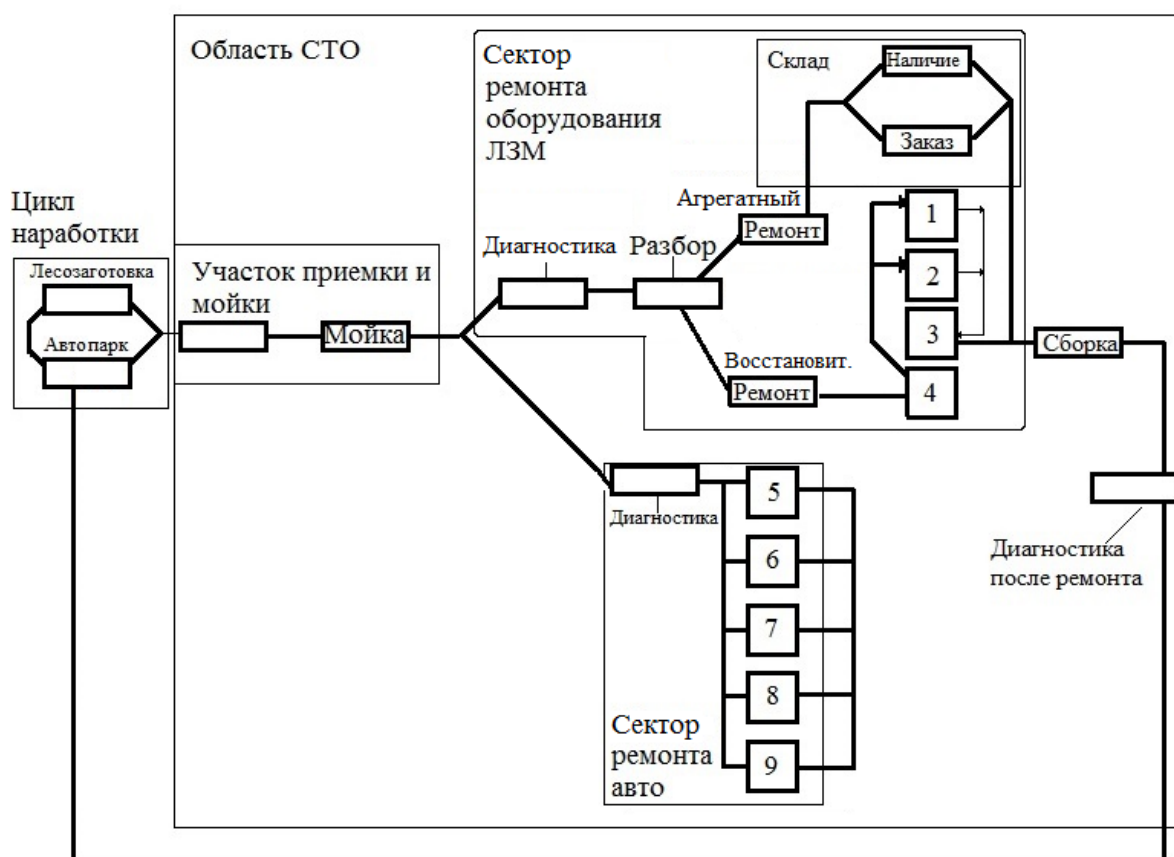 Область СТО
Сектор
ремонта
оборудования
ЛЗМ
Склад
Наличие
Заказ
Агрегатный
Ремонт
1
2
3
4
Цикл
наработки
Лесозаготовка
Автопарк
Участок приемки и
мойки
Мойка
Диагностика
Разбор
Восстановит.
Ремонт
Сборка
Диагностика
5
6
7
8
9
Сектор
ремонта
авто
Диагностика
после ремонта